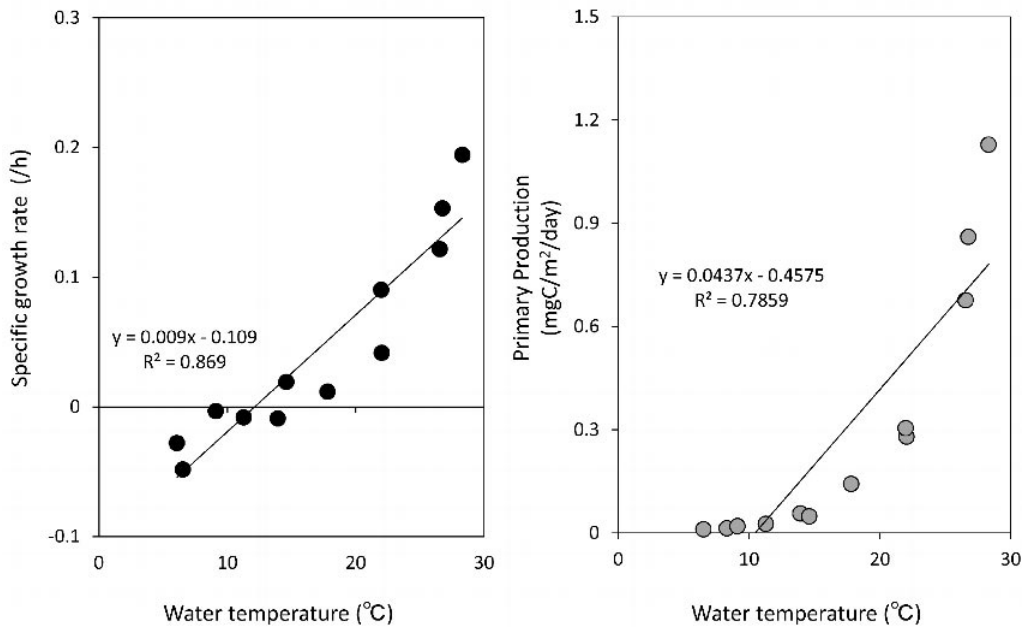 Specific growth rate (/h)
0.3
0.2
0.1
0
-0.1
y = 0.009x - 0.109
R² = 0.869
0
10
20
30
Water temperature (℃)
Primary Production
(mgC/m²/day)
1.5
1.2
0.9
0.6
0.3
0
y = 0.0437x - 0.4575
R² = 0.7859
0
10
20
30
Water temperature (℃)